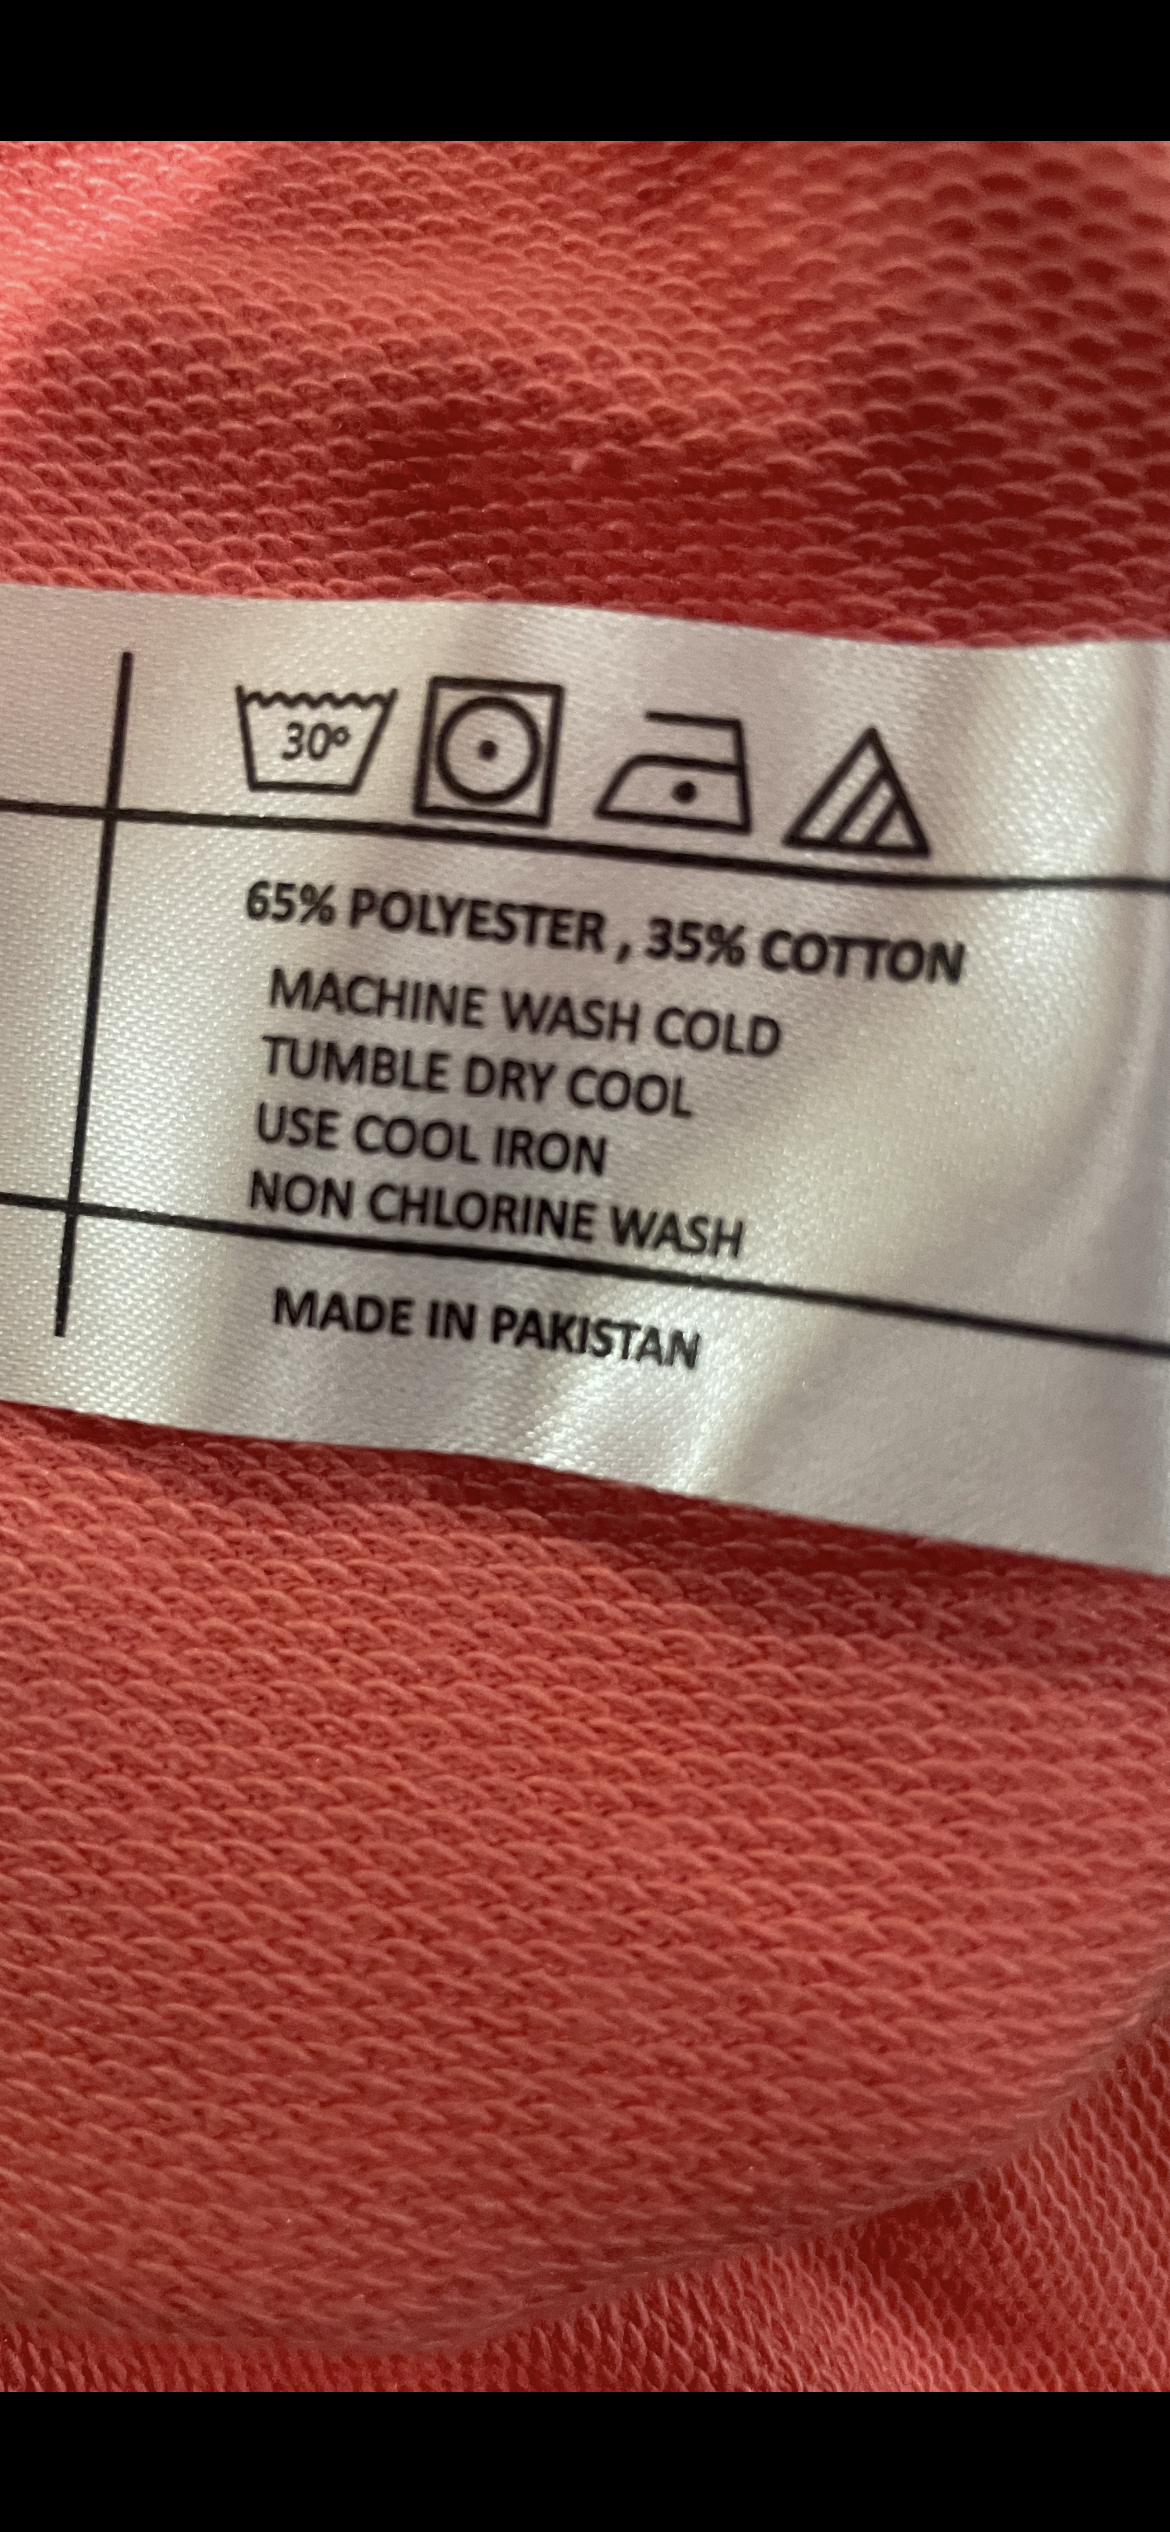 30°
65% POLYESTER , 35% COTTON
MACHINE WASH COLD
TUMBLE DRY COOL
USE COOL IRON
NON CHLORINE WASH
MADE IN PAKISTAN